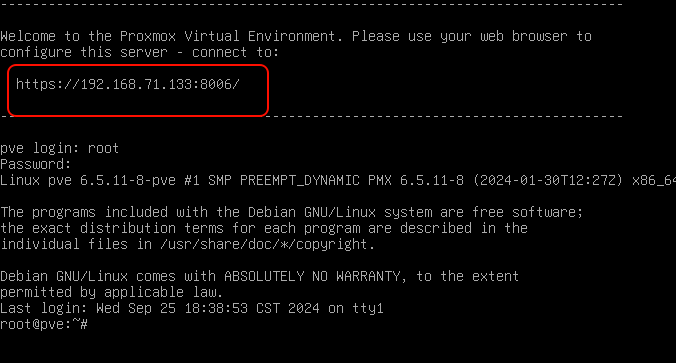 ------------------------------------------------------------------------------
Welcome to the Proxmox Virtual Environment. Please use your web browser to
configure this server - connect to:
https://192.168.71.133:8006/
------------------------------------------------------------------------------
pve login: root
Password:
Linux pve 6.5.11-8-pve #1 SMP PREEMPT_DYNAMIC PMX 6.5.11-8 (2024-01-30T12:27Z) x86_64
The programs included with the Debian GNU/Linux system are free software;
the exact distribution terms for each program are described in the
individual files in /usr/share/doc/*/copyright.
Debian GNU/Linux comes with ABSOLUTELY NO WARRANTY, to the extent
permitted by applicable law.
Last login: Wed Sep 25 18:38:53 CST 2024 on tty1
root@pve:~#